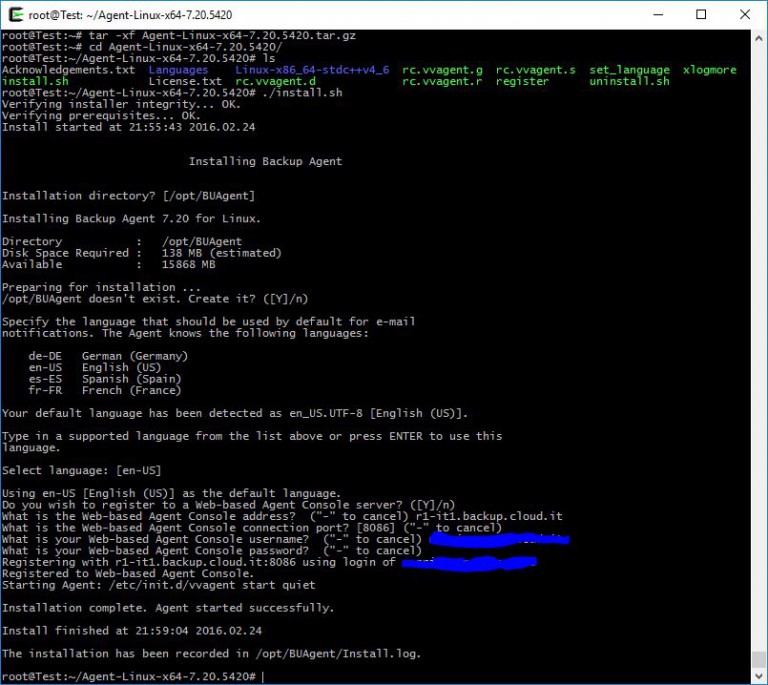 root@Test: ~/Agent-Linux-x64-7.20.5420
root@Test:~# tar -xf Agent-Linux-x64-7.20.5420.tar.gz
root@Test:~# cd Agent-Linux-x64-7.20.5420/
root@Test:~/Agent-Linux-x64-7.20.5420# ls
Acknowledgements.txt Languages Linux-x86_64-stdc++v4_6 rc.vvagent.g rc.vvagent.s set_language xlogmore
install.sh License.txt rc.vvagent.d rc.vvagent.r register uninstall.sh
root@Test:~/Agent-Linux-x64-7.20.5420# ./install.sh
Verifying installer integrity... OK.
Verifying prerequisites... OK.
Install started at 21:55:43 2016.02.24
Installing Backup Agent
Installation directory? [/opt/BUAgent]
Installing Backup Agent 7.20 for Linux.
Directory : /opt/BUAgent
Disk Space Required : 138 MB (estimated)
Available : 15868 MB
Preparing for installation ...
/opt/BUAgent doesn't exist. Create it? ([Y]/n)
Specify the language that should be used by default for e-mail
notifications. The Agent knows the following languages:
de-DE German (Germany)
en-US English (US)
es-ES Spanish (Spain)
fr-FR French (France)
Your default language has been detected as en_US.UTF-8 [English (US)].
Type in a supported language from the list above or press ENTER to use this
language.
Select language: [en-US]
Using en-US [English (US)] as the default language.
Do you wish to register to a Web-based Agent Console server? ([Y]/n)
What is the Web-based Agent Console address? ("-" to cancel) r1-it1.backup.cloud.it
What is the Web-based Agent Console connection port? [8086] ("-" to cancel)
What is your Web-based Agent Console username? ("-" to cancel)
What is your Web-based Agent Console password? ("-" to cancel)
Registering with r1-it1.backup.cloud.it:8086 using login of
Registered to Web-based Agent Console.
Starting Agent: /etc/init.d/vvagent start quiet
Installation complete. Agent started successfully.
Install finished at 21:59:04 2016.02.24
The installation has been recorded in /opt/BUAgent/Install.log.
root@Test:~/Agent-Linux-x64-7.20.5420#